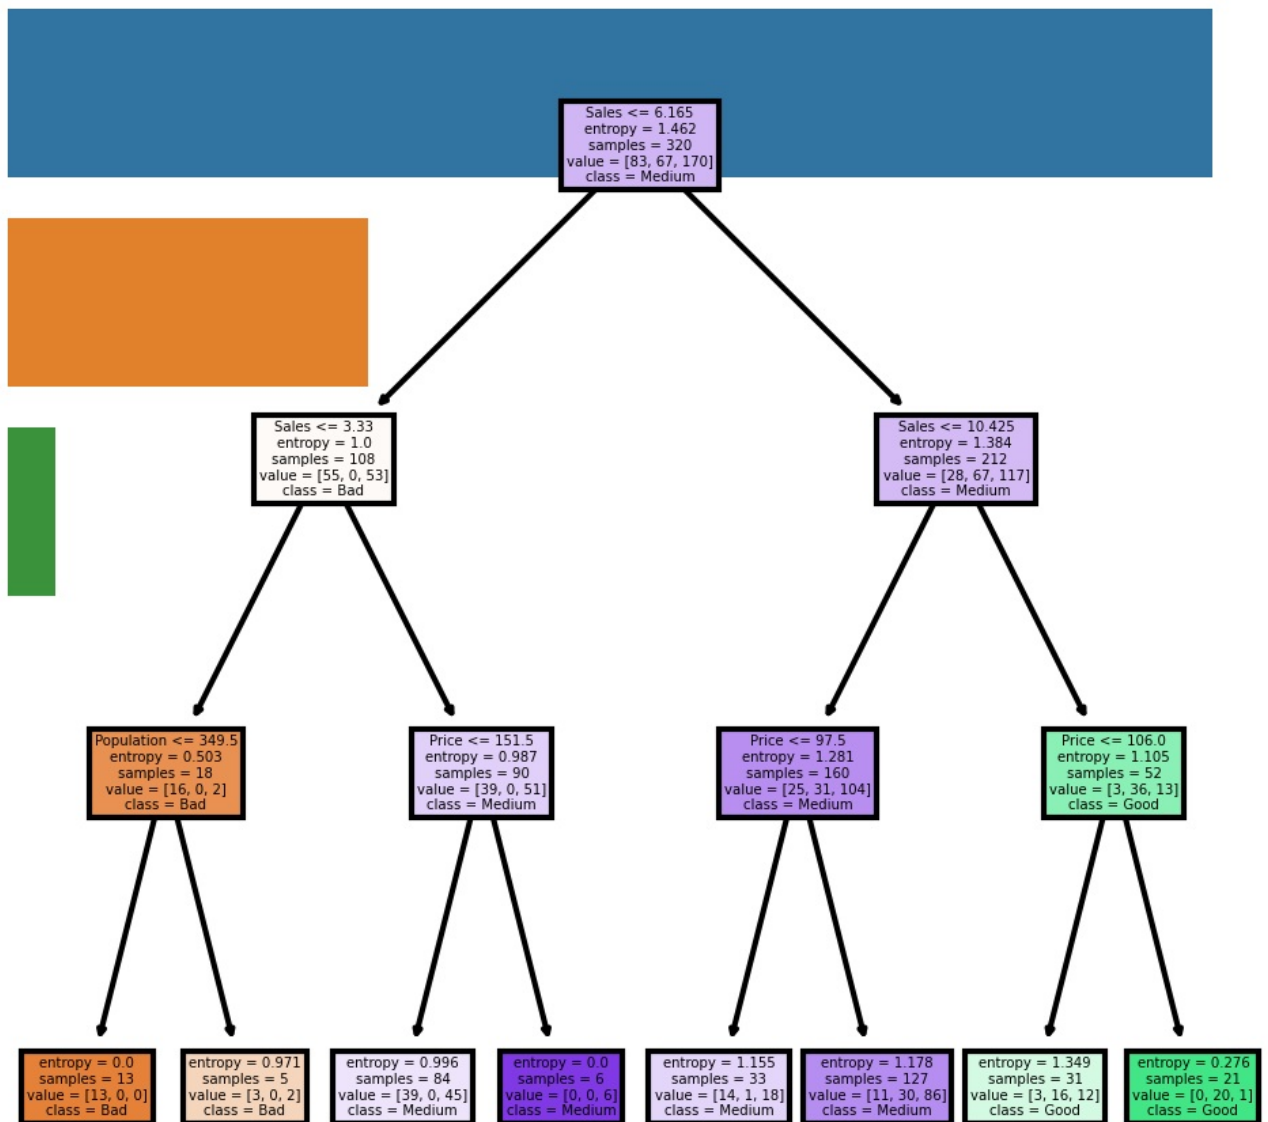 Sales <= 6.165
entropy = 1.462
samples = 320
value = [83, 67, 170]
class = Medium
Sales <= 3.33
entropy = 1.0
samples = 108
value = [55, 0, 53]
class = Bad
Sales <= 10.425
entropy = 1.384
samples = 212
value = [28, 67, 117]
class = Medium
Population <= 349.5
entropy = 0.503
samples = 18
value = [16, 0, 2]
class = Bad
Price <= 151.5
entropy = 0.987
samples = 90
value = [39, 0, 51]
class = Medium
Price <= 97.5
entropy = 1.281
samples = 160
value = [25, 31, 104]
class = Medium
Price <= 106.0
entropy = 1.105
samples = 52
value = [3, 36, 13]
class = Good
entropy = 0.0
samples = 13
value = [13, 0, 0]
class = Bad
entropy = 0.971
samples = 5
value = [3, 0, 2]
class = Bad
entropy = 0.996
samples = 84
value = [39, 0, 45]
class = Medium
entropy = 0.0
samples = 6
value = [0, 0, 6]
class = Medium
entropy = 1.155
samples = 33
value = [14, 1, 18]
class = Medium
entropy = 1.178
samples = 127
value = [11, 30, 86]
class = Medium
entropy = 1.349
samples = 31
value = [3, 16, 12]
class = Good
entropy = 0.276
samples = 21
value = [0, 20, 1]
class = Good